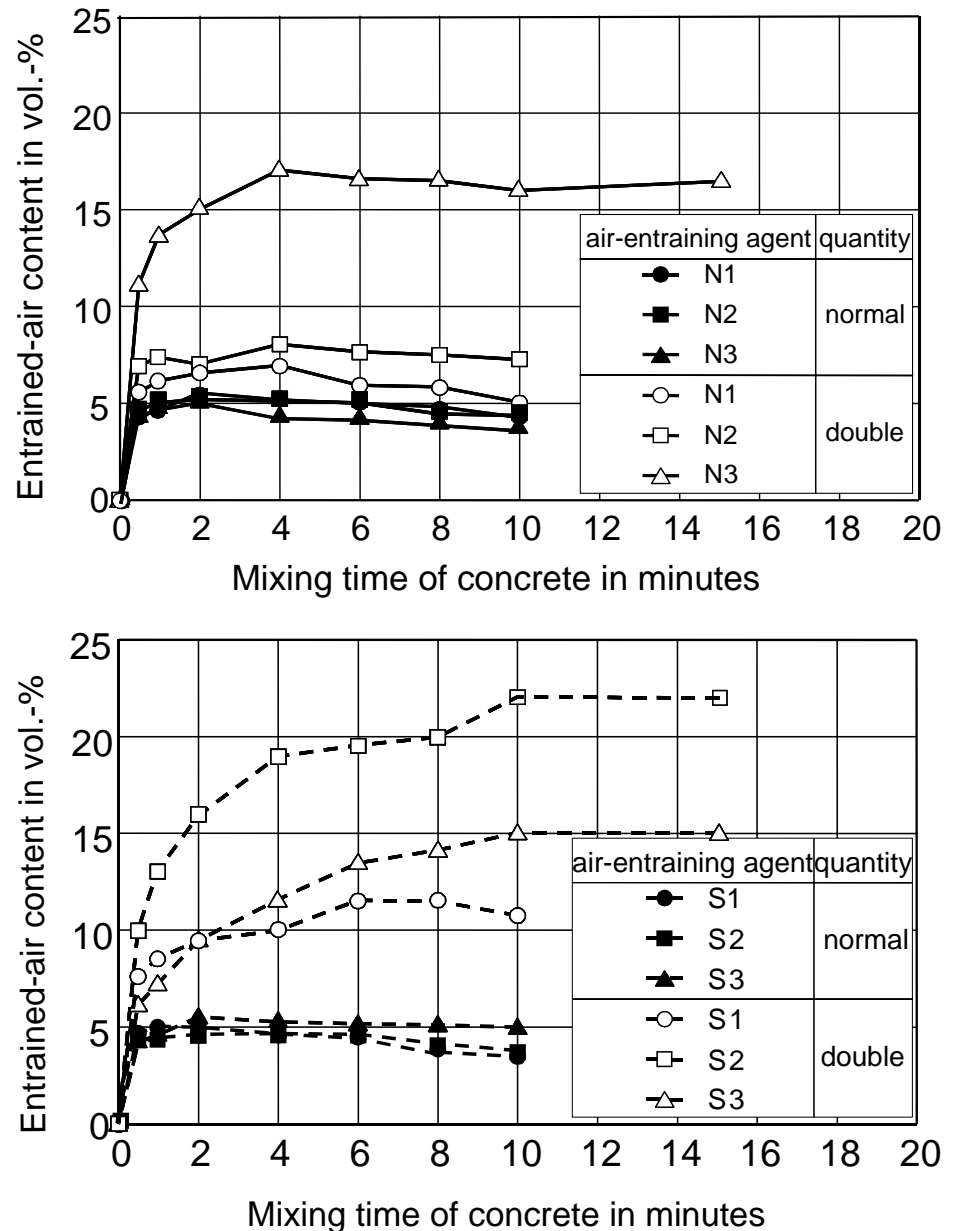 Entrained-air content in vol.-%
25
20
15
10
5
0
air-entraining agent quantity
N1
N2 normal
N3
N1
N2 double
N3
0 2 4 6 8 10 12 14 16 18 20
Mixing time of concrete in minutes
Entrained-air content in vol.-%
25
20
15
10
5
0
air-entraining agent quantity
S1
S2 normal
S3
S1
S2 double
S3
0 2 4 6 8 10 12 14 16 18 20
Mixing time of concrete in minutes